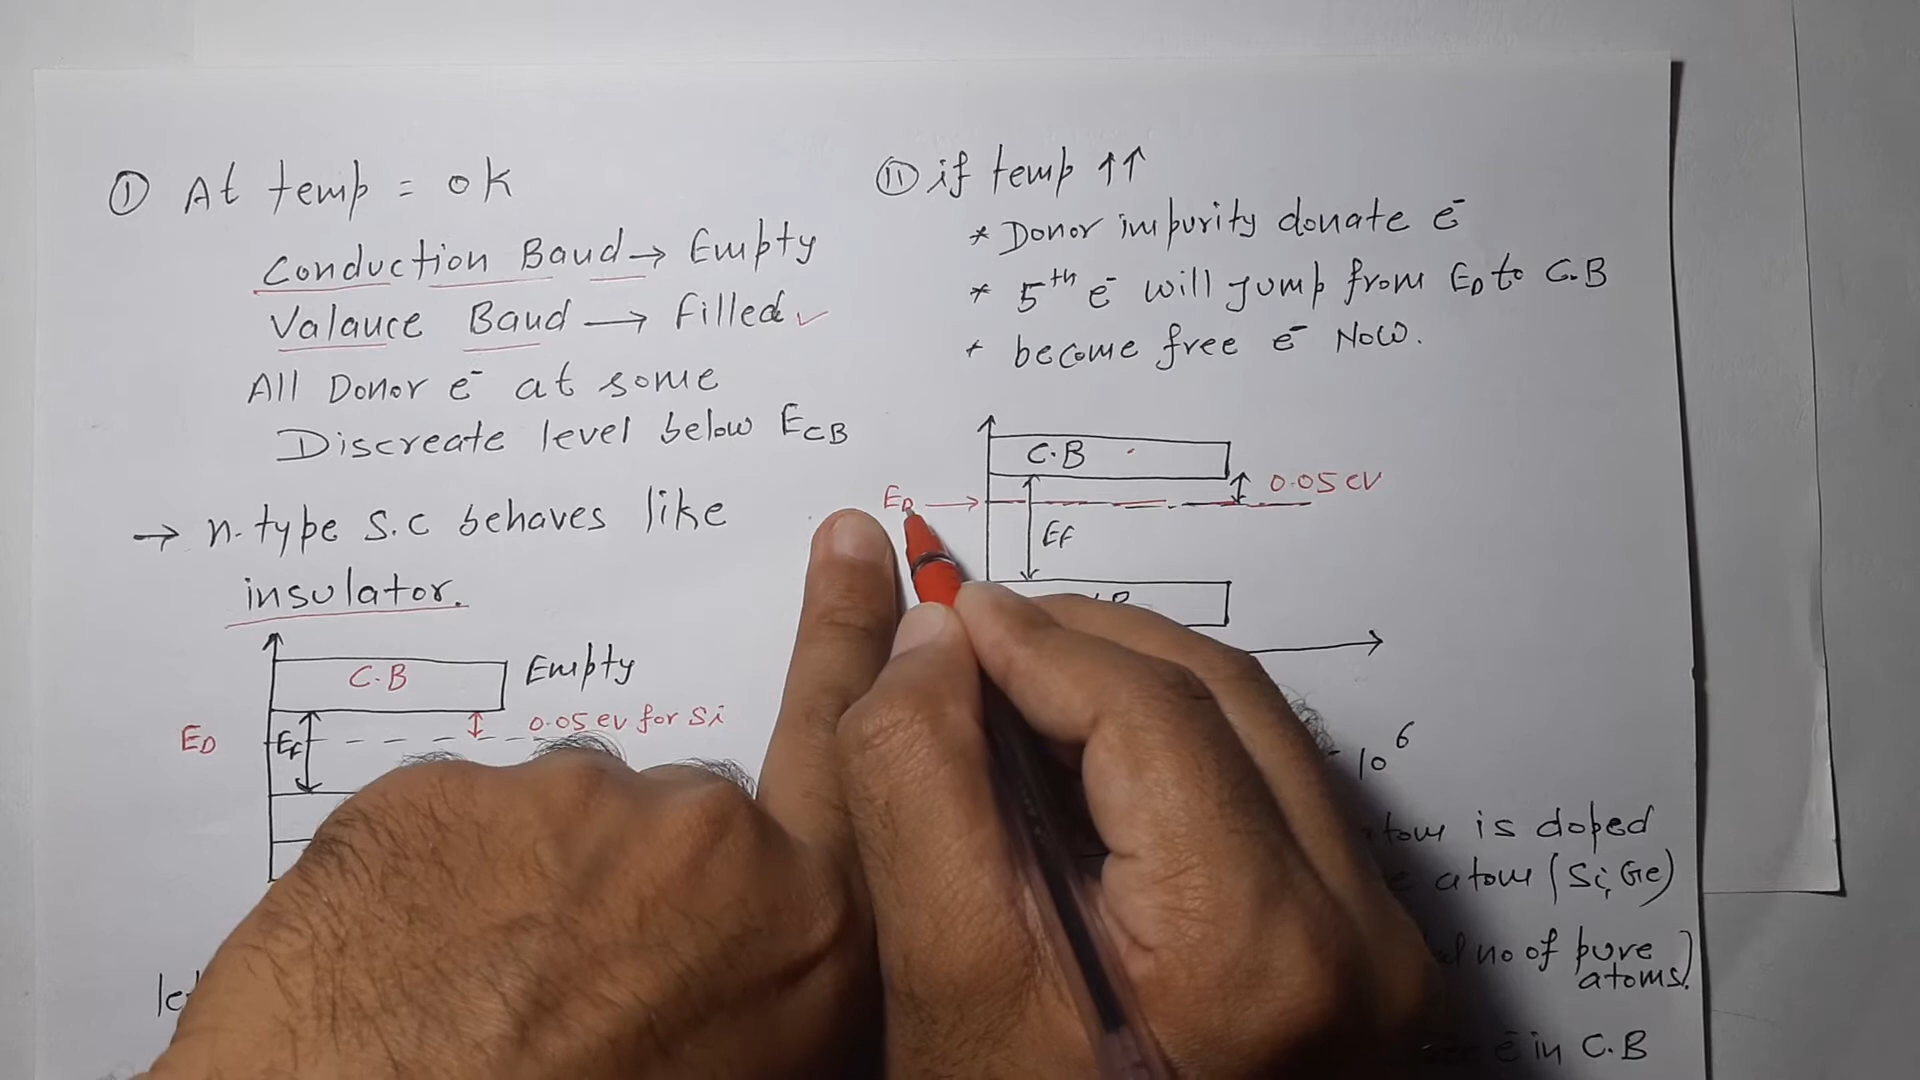 ① At temp = 0K
Conduction Baud → Empty
Valauce Baud → filled ✓
All Donor e⁻ at some
Discreate level below E_CB
→ n-type S.C behaves like
insulator.
C.B Empty
0.05 ev for Si
E_D
E_f
⑪ if temp ↑↑
* Donor impurity donate e⁻
* 5th e⁻ will jump from E_D to C.B
* become free e⁻ Now.
C.B
0.05 ev
E_D →
E_f
10⁶
is doped
atom (Si, Ge)
no of pure
atoms.]
e⁻ in C.B